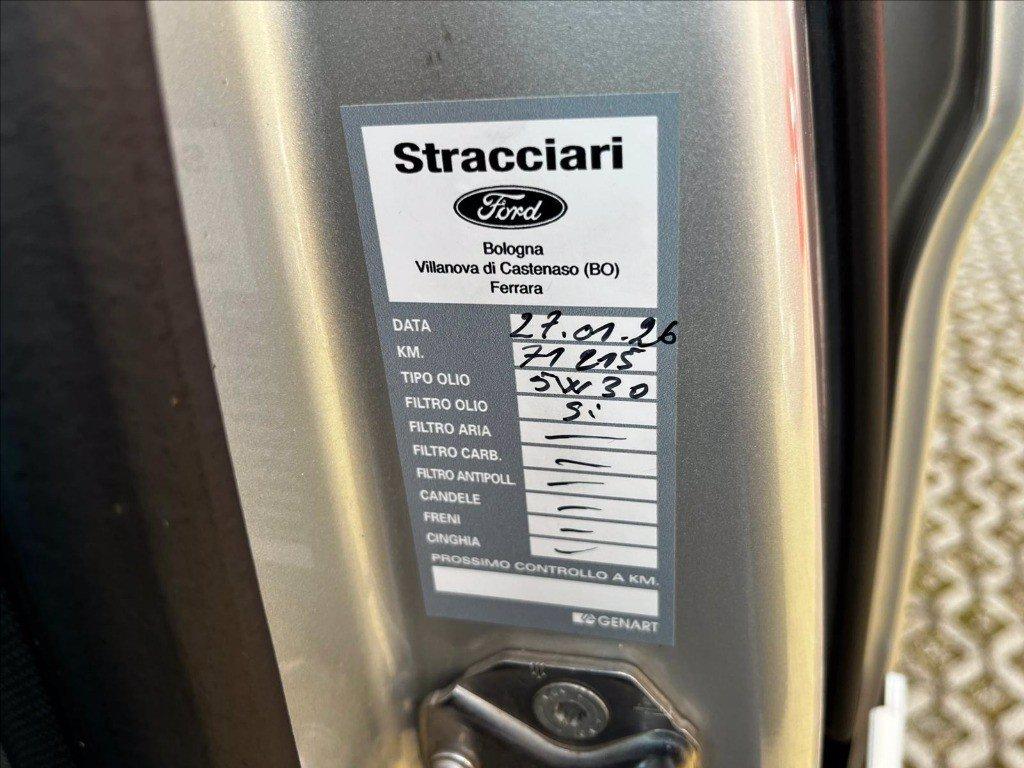 Stracciari
Ford
Bologna
Villanova di Castenaso (BO)
Ferrara
DATA 27.01.26
KM. 71215
TIPO OLIO 5W30
FILTRO OLIO Si
FILTRO ARIA —
FILTRO CARB. —
FILTRO ANTIPOLL. —
CANDELE —
FRENI —
CINGHIA —
PROSSIMO CONTROLLO A KM.
GENART